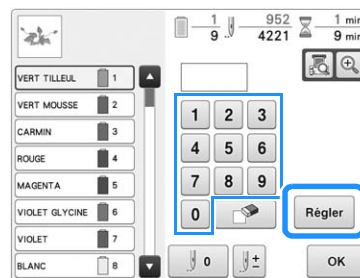 1 952 1 min
9 4221 9 min
VERT TILLEUL 1
VERT MOUSSE 2
CARMIN 3
ROUGE 4
MAGENTA 5
VIOLET GLYCINE 6
VIOLET 7
BLANC 8
1 2 3
4 5 6
7 8 9
0
Régler
0 ± OK